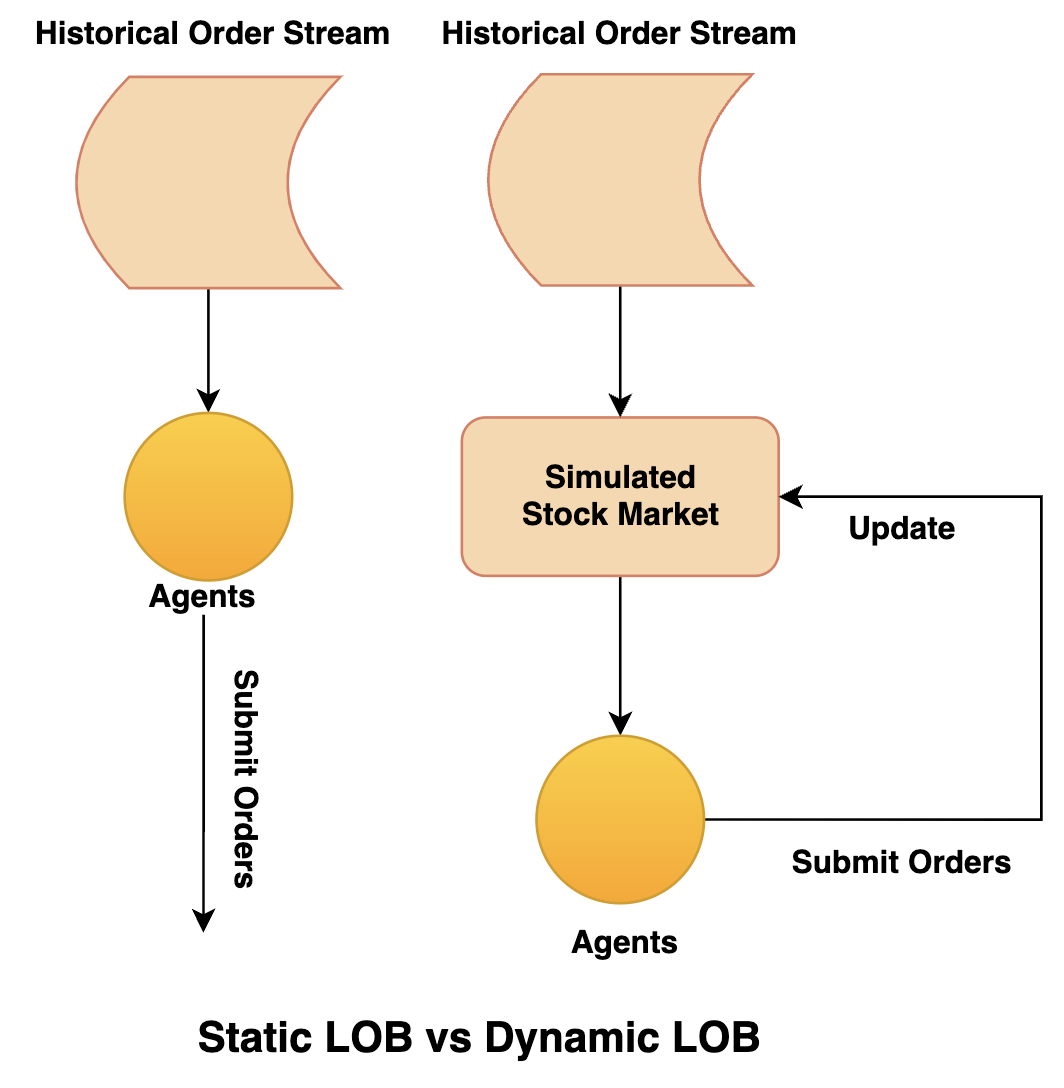 Historical Order Stream
Historical Order Stream
Agents
Submit Orders
Simulated
Stock Market
Update
Submit Orders
Agents
Static LOB vs Dynamic LOB